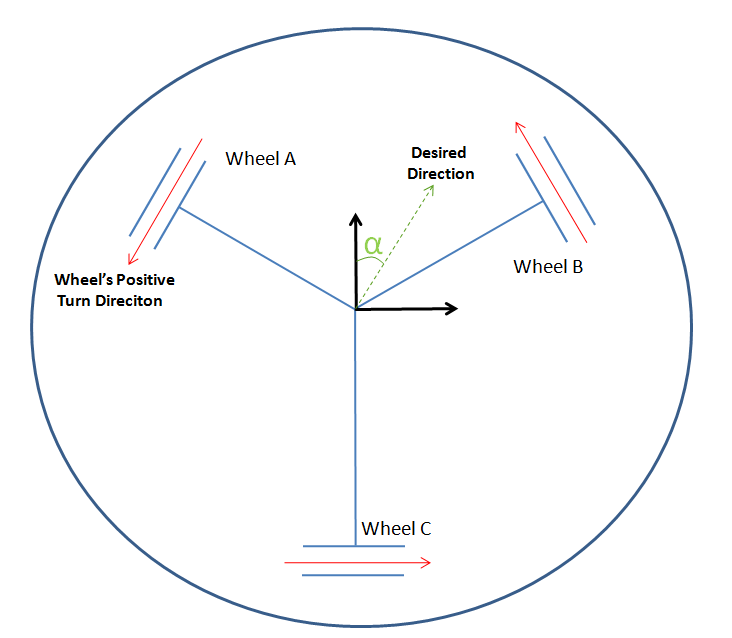 Wheel A
Desired
Direction
α
Wheel B
Wheel's Positive
Turn Direciton
Wheel C